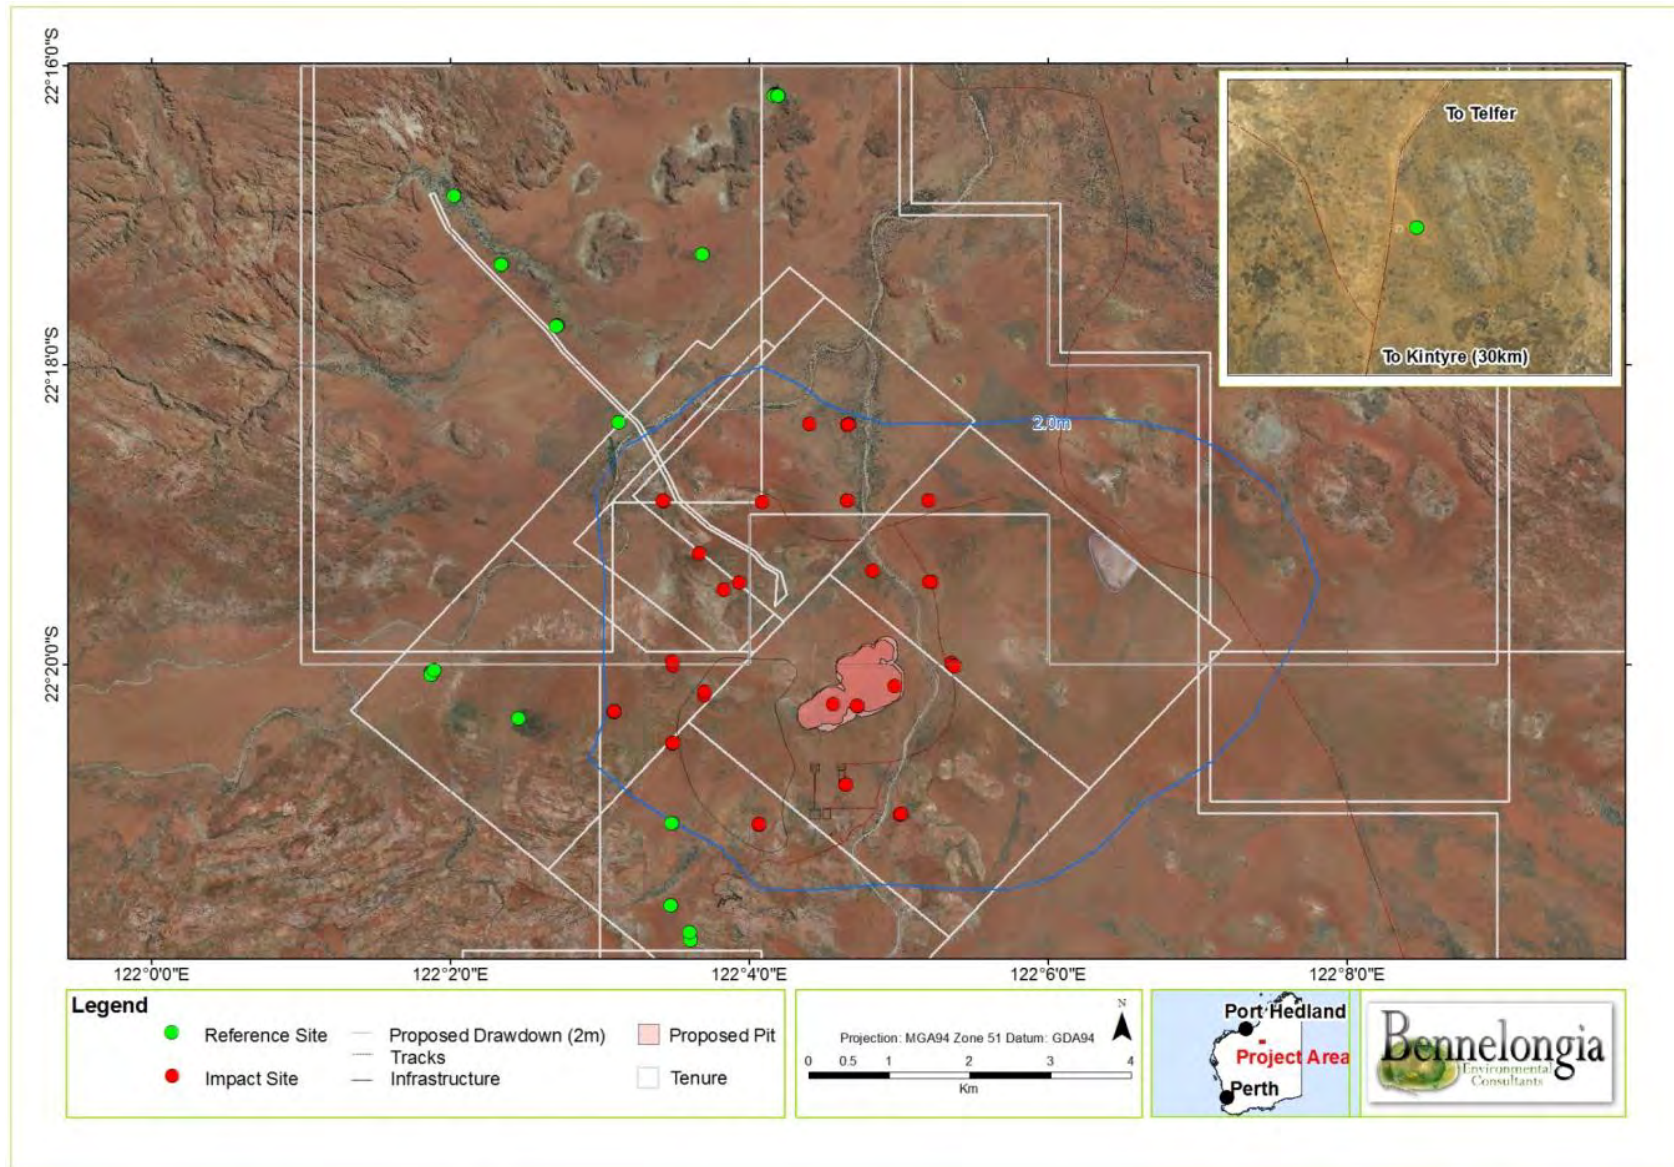 22°16'0"S
22°18'0"S
22°20'0"S
To Telfer
To Kintyre (30km)
2.0m
122°0'0"E
122°2'0"E
122°4'0"E
122°6'0"E
122°8'0"E
Legend
Reference Site
Impact Site
Proposed Drawdown (2m)
Tracks
Infrastructure
Proposed Pit
Tenure
N
Projection: MGA94 Zone 51 Datum: GDA94
0 0.5 1 2 3 4
Km
Port Hedland
Project Area
Perth
Bennelongia
Environmental
Consultants